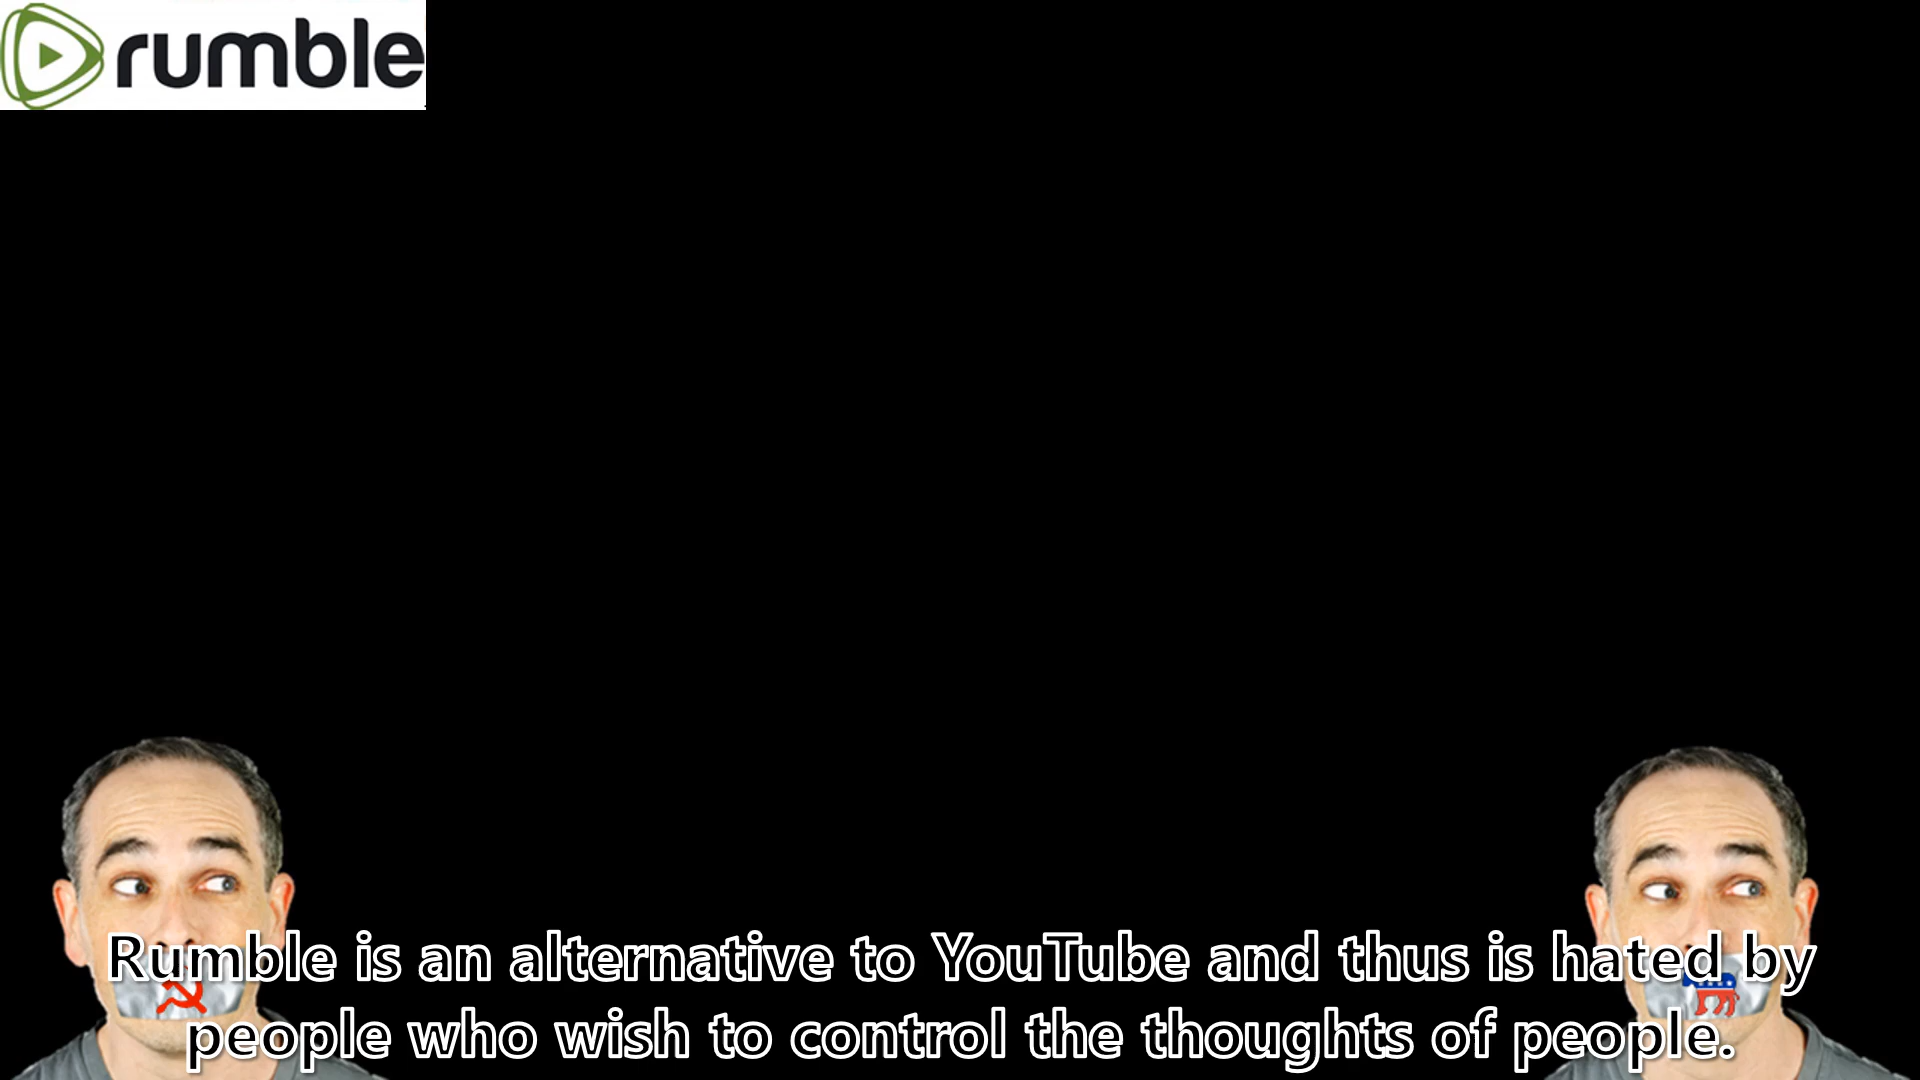 rumble
Rumble is an alternative to YouTube and thus is hated by
people who wish to control the thoughts of people.